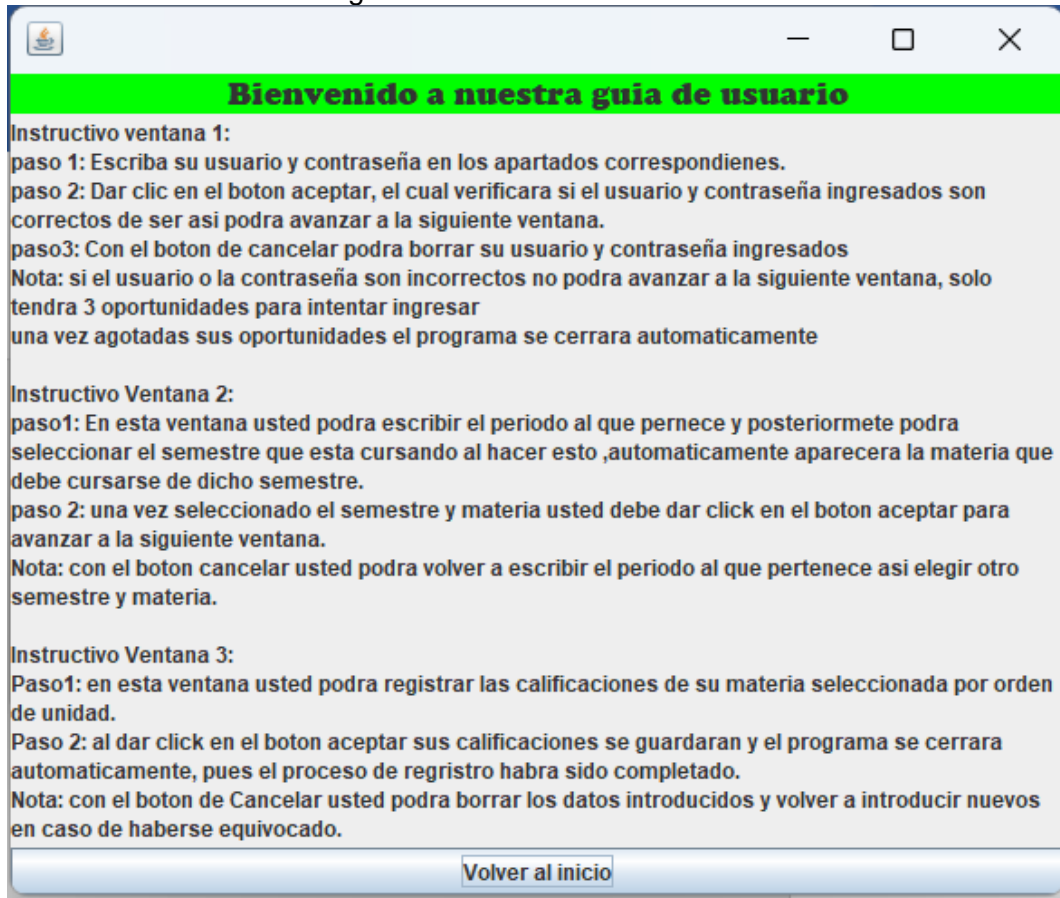 Bienvenido a nuestra guia de usuario
Instructivo ventana 1:
paso 1: Escriba su usuario y contraseña en los apartados correspondienes.
paso 2: Dar clic en el boton aceptar, el cual verificara si el usuario y contraseña ingresados son
correctos de ser asi podra avanzar a la siguiente ventana.
paso3: Con el boton de cancelar podra borrar su usuario y contraseña ingresados
Nota: si el usuario o la contraseña son incorrectos no podra avanzar a la siguiente ventana, solo
tendra 3 oportunidades para intentar ingresar
una vez agotadas sus oportunidades el programa se cerrara automaticamente
Instructivo Ventana 2:
paso1: En esta ventana usted podra escribir el periodo al que pernece y posteriormete podra
seleccionar el semestre que esta cursando al hacer esto ,automaticamente aparecera la materia que
debe cursarse de dicho semestre.
paso 2: una vez seleccionado el semestre y materia usted debe dar click en el boton aceptar para
avanzar a la siguiente ventana.
Nota: con el boton cancelar usted podra volver a escribir el periodo al que pertenece asi elegir otro
semestre y materia.
Instructivo Ventana 3:
Paso1: en esta ventana usted podra registrar las calificaciones de su materia seleccionada por orden
de unidad.
Paso 2: al dar click en el boton aceptar sus calificaciones se guardaran y el programa se cerrara
automaticamente, pues el proceso de regristro habra sido completado.
Nota: con el boton de Cancelar usted podra borrar los datos introducidos y volver a introducir nuevos
en caso de haberse equivocado.
Volver al inicio